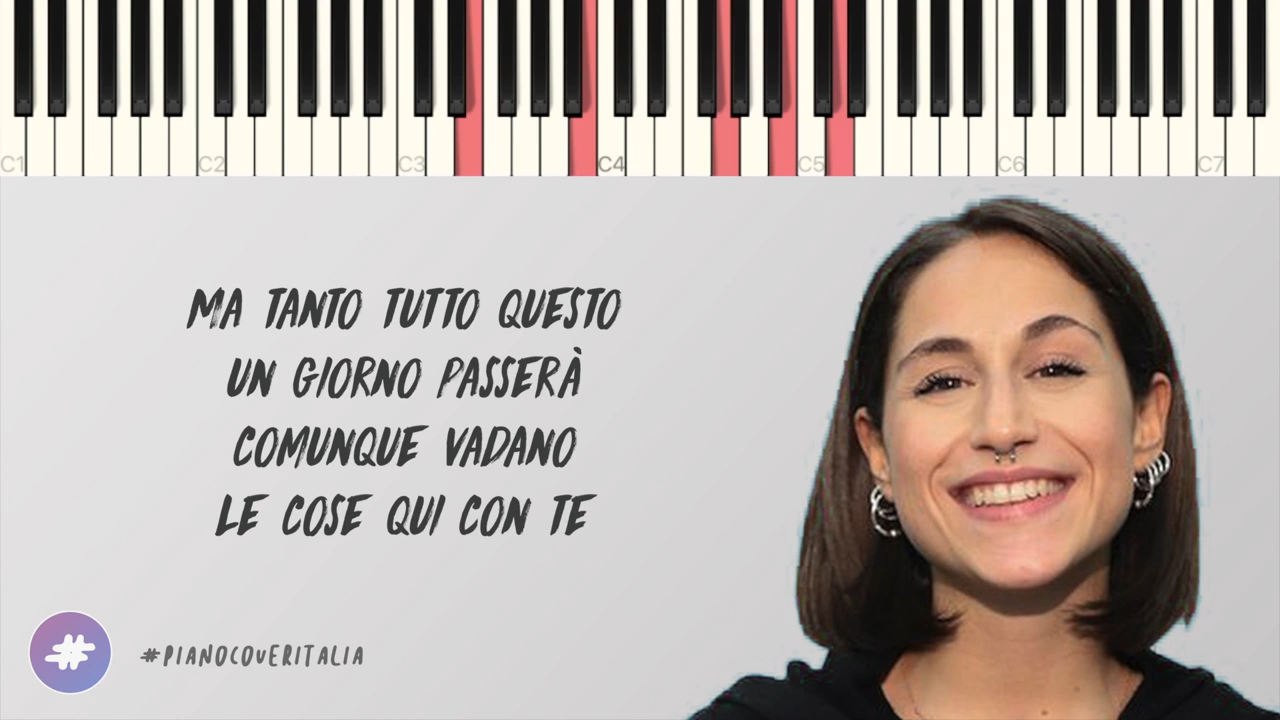 C1 C2 C3 C4 C5 C6 C7
MA TANTO TUTTO QUESTO
UN GIORNO PASSERÀ
COMUNQUE VADANO
LE COSE QUI CON TE
#PIANOCOVERITALIA